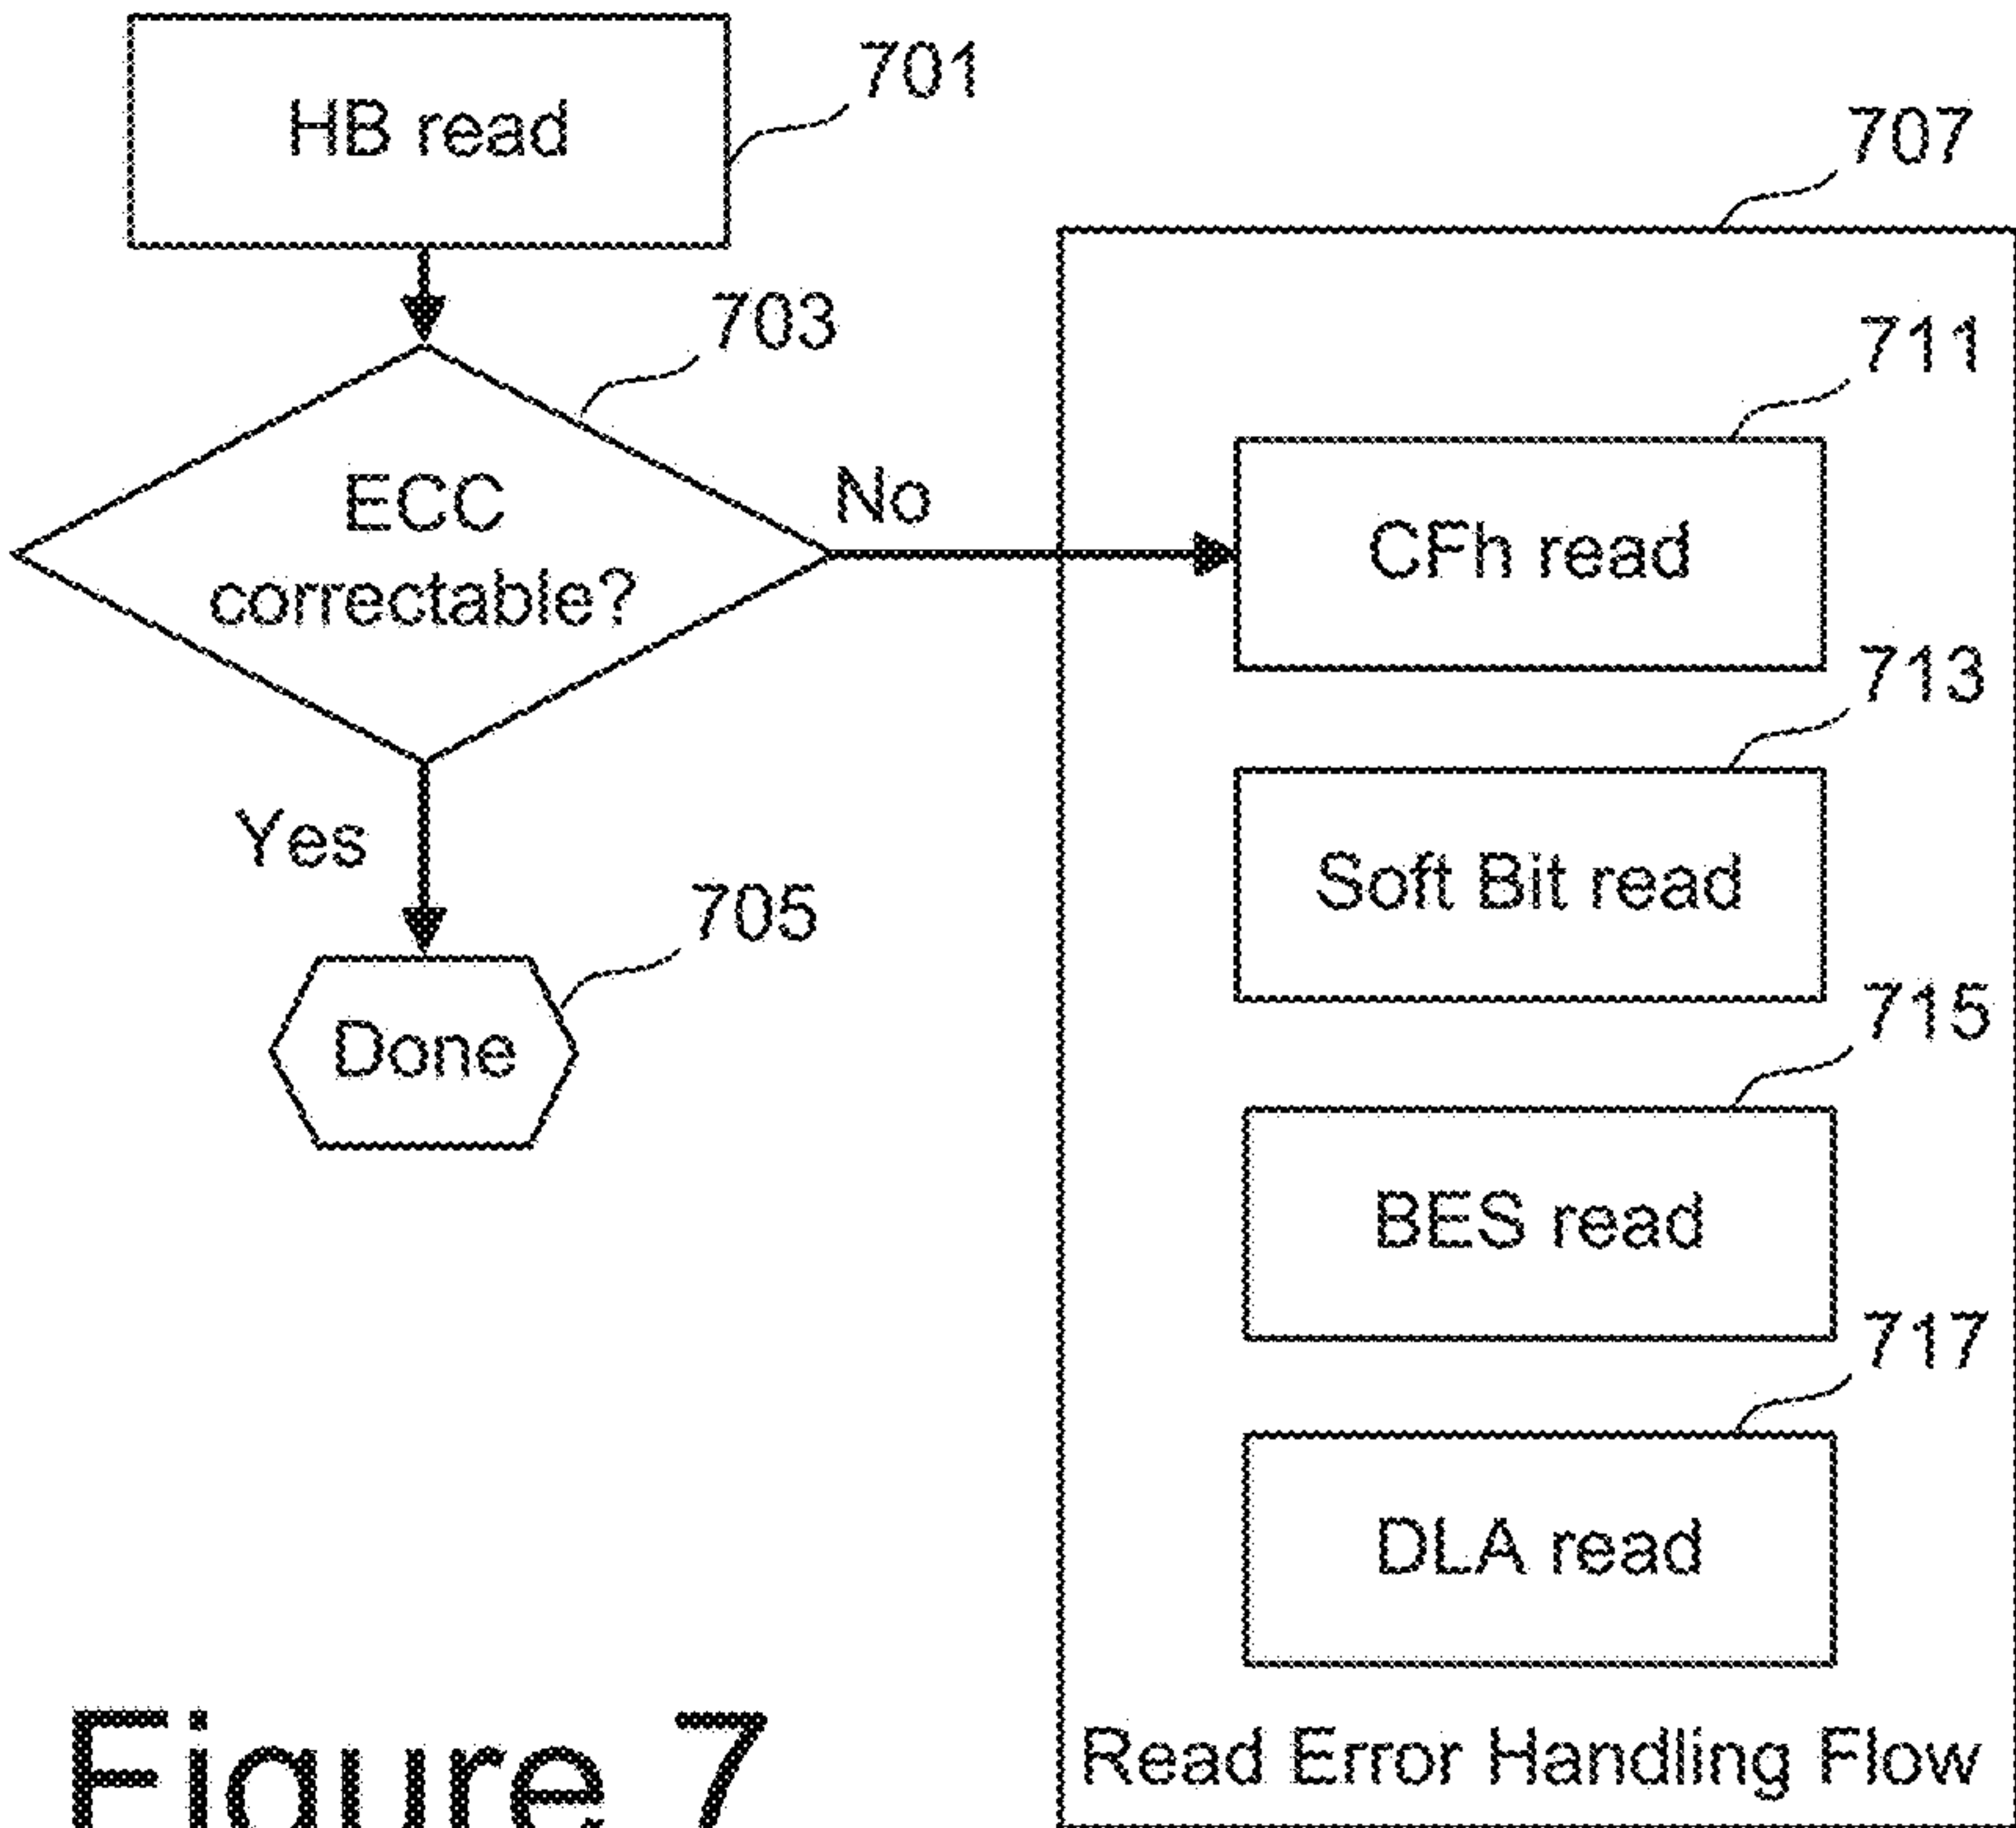 HB read
701
707
703
711
ECC
correctable?
No
CFh read
713
Soft Bit read
Yes
705
Done
715
BES read
717
DLA read
Read Error Handling Flow
Figure 7